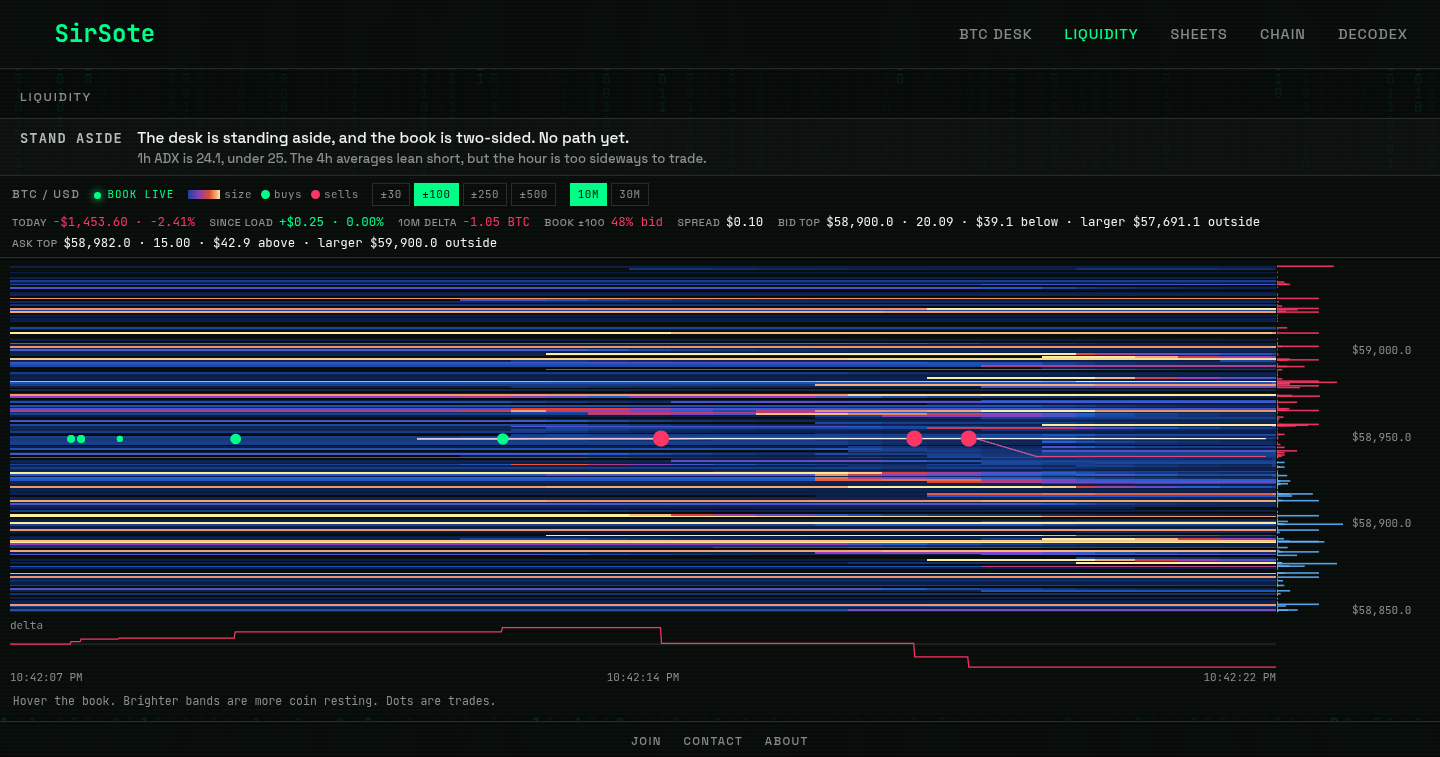 SirSote
BTC DESK LIQUIDITY SHEETS CHAIN DECODEX
LIQUIDITY
STAND ASIDE The desk is standing aside, and the book is two-sided. No path yet.
1h ADX is 24.1, under 25. The 4h averages lean short, but the hour is too sideways to trade.
BTC / USD BOOK LIVE size buys sells ±30 ±100 ±250 ±500 10M 30M
TODAY -$1,453.60 · -2.41% SINCE LOAD +$0.25 · 0.00% 10M DELTA -1.05 BTC BOOK ±100 48% bid SPREAD $0.10 BID TOP $58,900.0 · 20.09 · $39.1 below · larger $57,691.1 outside
ASK TOP $58,982.0 · 15.00 · $42.9 above · larger $59,900.0 outside
$59,000.0
$58,950.0
$58,900.0
$58,850.0
delta
10:42:07 PM 10:42:14 PM 10:42:22 PM
Hover the book. Brighter bands are more coin resting. Dots are trades.
JOIN CONTACT ABOUT